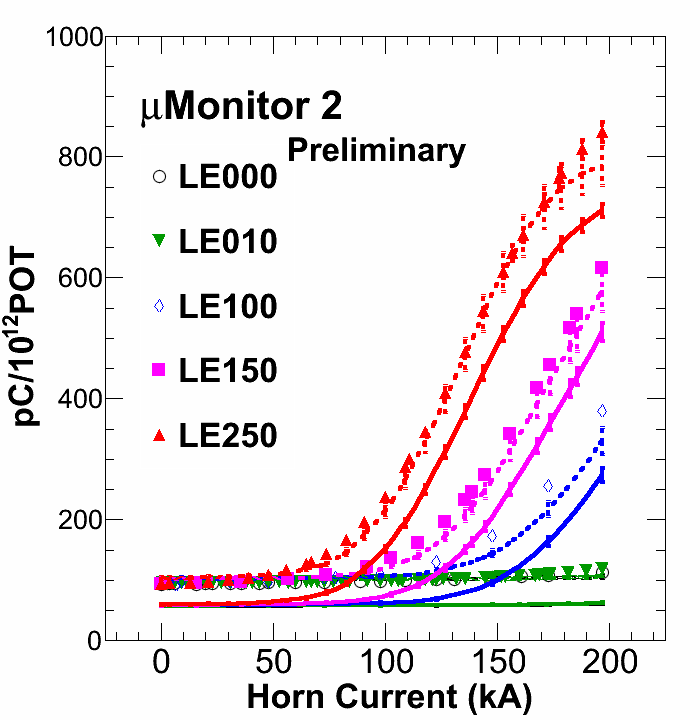 1000
μMonitor 2
Preliminary
800
LE000
LE010
600
LE100
LE150
400
LE250
200
0
0 50 100 150 200
Horn Current (kA)
pC/10¹²POT